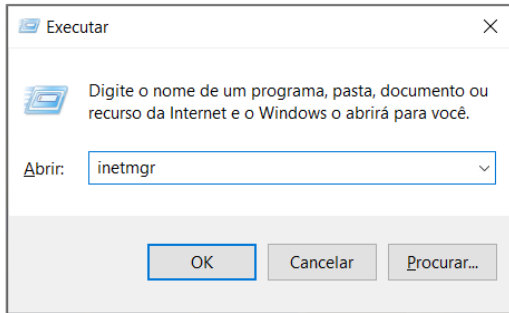 Executar
Digite o nome de um programa, pasta, documento ou
recurso da Internet e o Windows o abrirá para você.
Abrir: inetmgr
OK Cancelar Procurar...